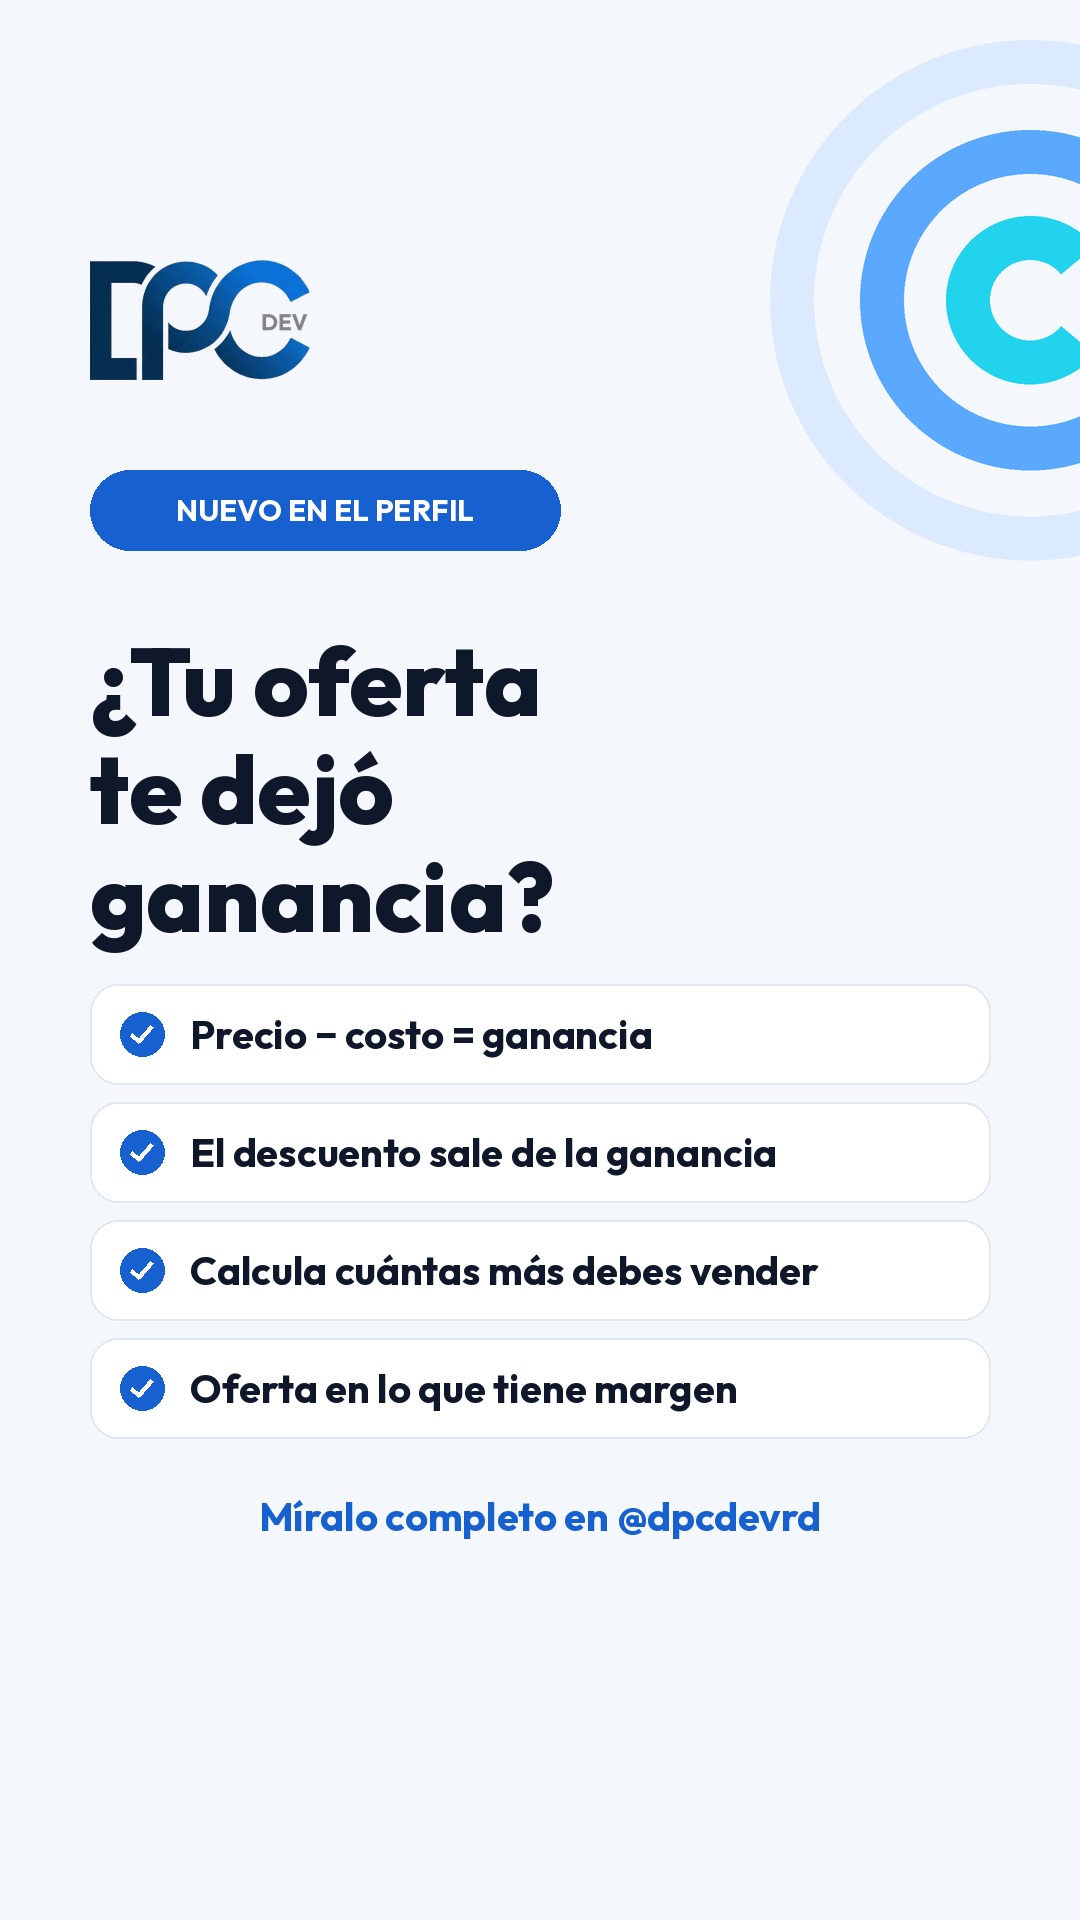 DPC
DEV
NUEVO EN EL PERFIL
¿Tu oferta
te dejó
ganancia?
Precio − costo = ganancia
El descuento sale de la ganancia
Calcula cuántas más debes vender
Oferta en lo que tiene margen
Míralo completo en @dpcdevrd